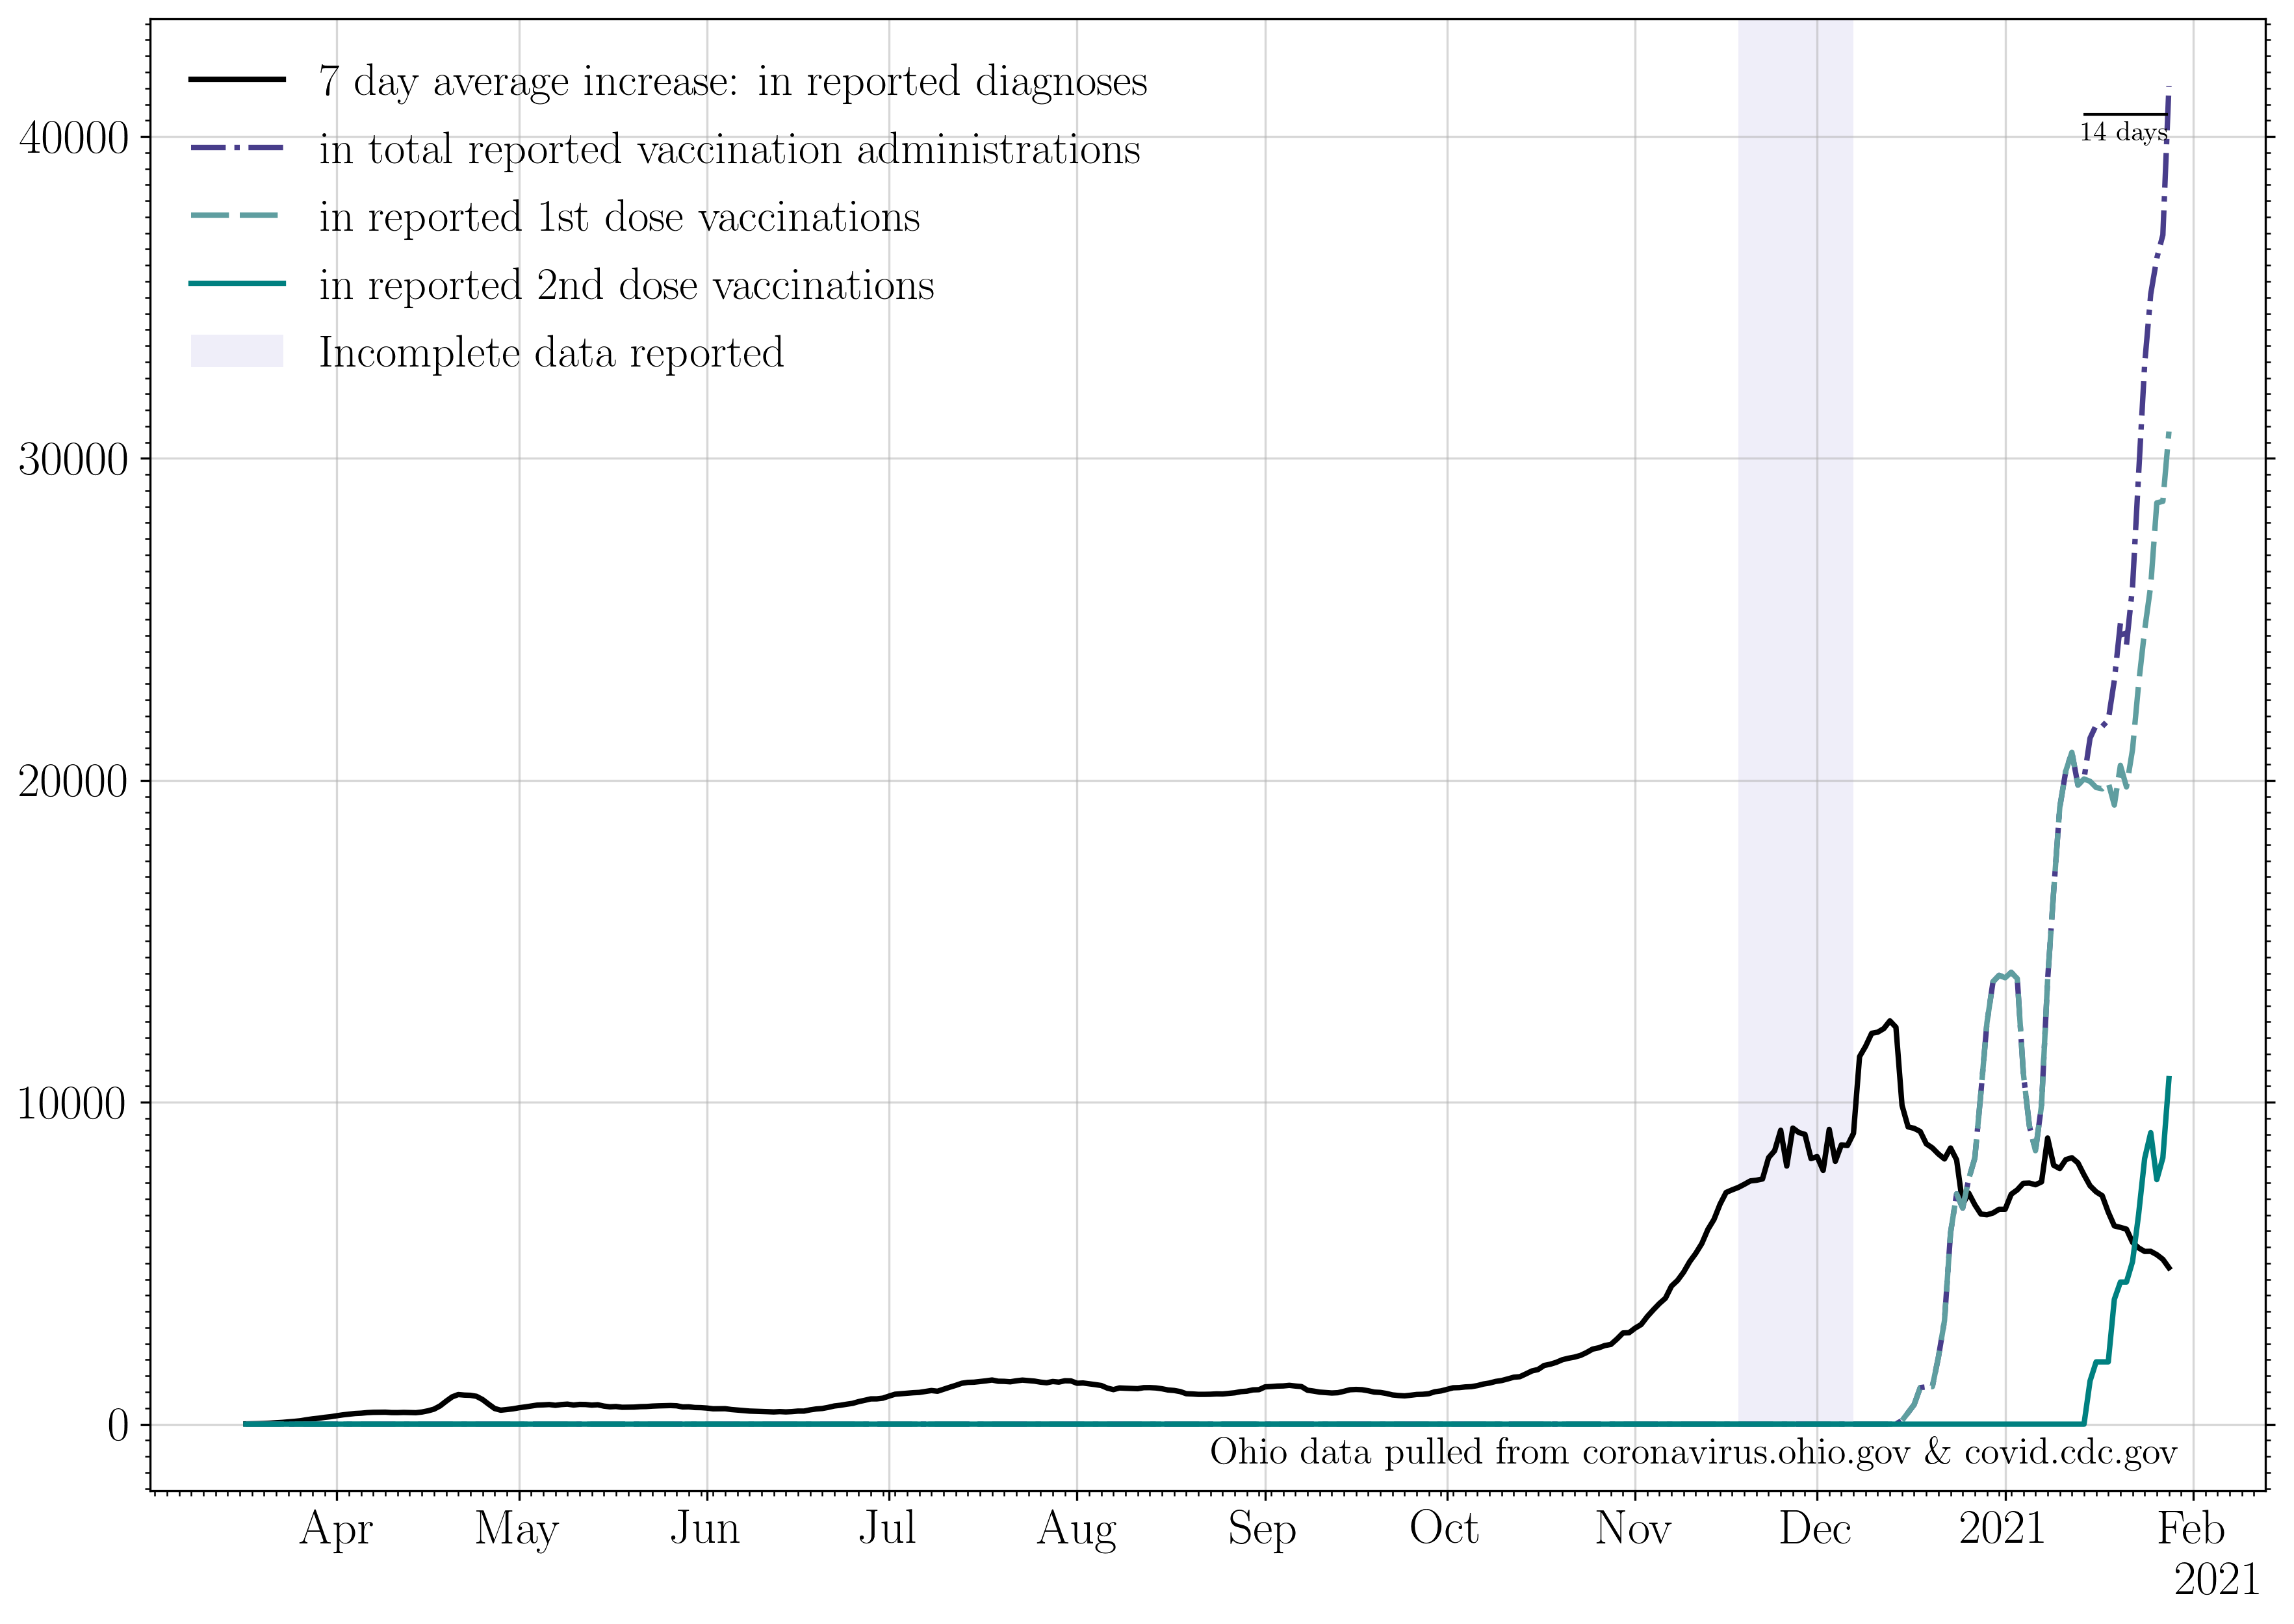 7 day average increase: in reported diagnoses
in total reported vaccination administrations
in reported 1st dose vaccinations
in reported 2nd dose vaccinations
Incomplete data reported
14 days
40000
30000
20000
10000
0
Ohio data pulled from coronavirus.ohio.gov & covid.cdc.gov
Apr May Jun Jul Aug Sep Oct Nov Dec 2021 Feb
2021